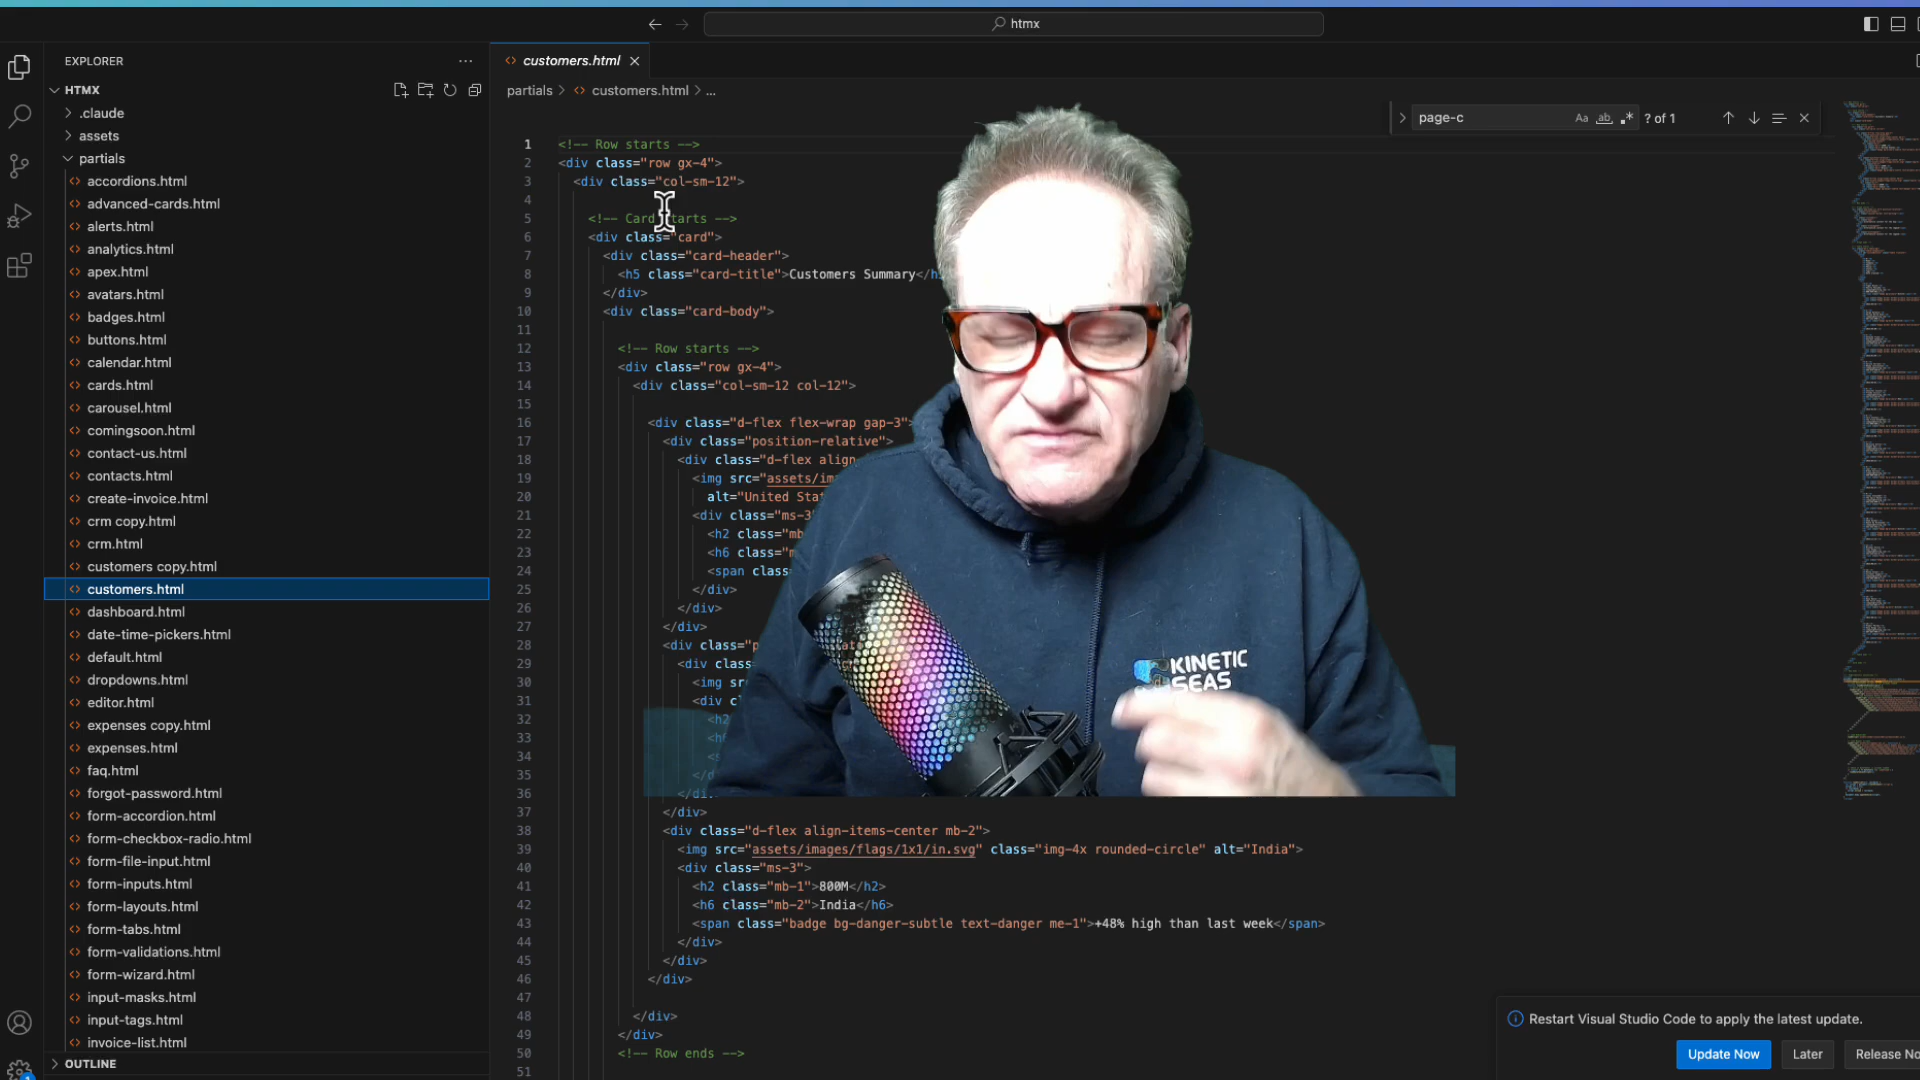 htmx
EXPLORER
HTMX
.claude
assets
partials
accordions.html
advanced-cards.html
alerts.html
analytics.html
apex.html
avatars.html
badges.html
buttons.html
calendar.html
cards.html
carousel.html
comingsoon.html
contact-us.html
contacts.html
create-invoice.html
crm copy.html
crm.html
customers copy.html
customers.html
dashboard.html
date-time-pickers.html
default.html
dropdowns.html
editor.html
expenses copy.html
expenses.html
faq.html
forgot-password.html
form-accordion.html
form-checkbox-radio.html
form-file-input.html
form-inputs.html
form-layouts.html
form-tabs.html
form-validations.html
form-wizard.html
input-masks.html
input-tags.html
invoice-list.html
OUTLINE
customers.html
partials > customers.html > ...
page-c
Aa ab .* ? of 1
1 <!-- Row starts -->
2 <div class="row gx-4">
3 <div class="col-sm-12">
4
5 <!-- Card starts -->
6 <div class="card">
7 <div class="card-header">
8 <h5 class="card-title">Customers Summary</h
9 </div>
10 <div class="card-body">
11
12 <!-- Row starts -->
13 <div class="row gx-4">
14 <div class="col-sm-12 col-12">
15
16 <div class="d-flex flex-wrap gap-3">
17 <div class="position-relative">
18 <div class="d-flex align
19 <img src="assets/im
20 alt="United Stat
21 <div class="ms-3
22 <h2 class="mb
23 <h6 class="m
24 <span class
25 </div>
26 </div>
27 </div>
28 <div class="p
29 <div class
30 <img sr
31 <div c
32 <h2
33 <h
34
35 </d
36 </di
37 </div>
38 <div class="d-flex align-items-center mb-2">
39 <img src="assets/images/flags/1x1/in.svg" class="img-4x rounded-circle" alt="India">
40 <div class="ms-3">
41 <h2 class="mb-1">800M</h2>
42 <h6 class="mb-2">India</h6>
43 <span class="badge bg-danger-subtle text-danger me-1">+48% high than last week</span>
44 </div>
45 </div>
46 </div>
47
48 </div>
49 </div>
50 <!-- Row ends -->
51
KINETIC
SEAS
Restart Visual Studio Code to apply the latest update.
Update Now
Later
Release No